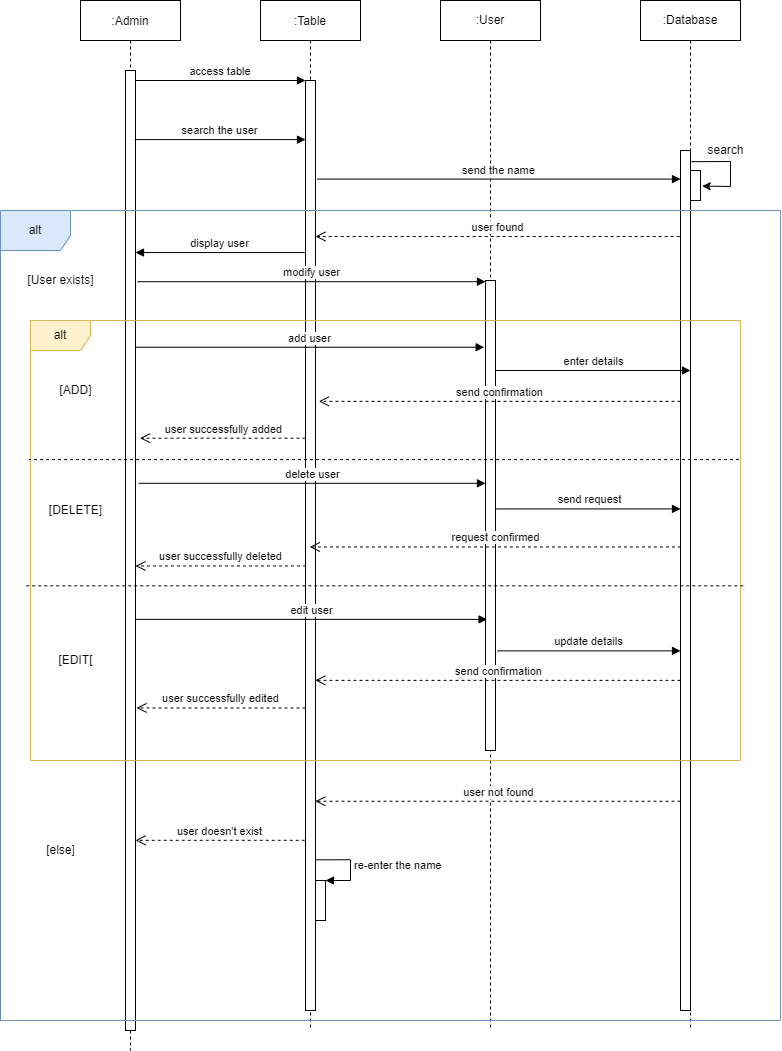 :Admin
:Table
:User
:Database
access table
search the user
search
send the name
alt
user found
display user
modify user
[User exists]
alt
add user
enter details
[ADD]
send confirmation
user successfully added
delete user
send request
[DELETE]
request confirmed
user successfully deleted
edit user
update details
[EDIT[
send confirmation
user successfully edited
user not found
user doesn't exist
[else]
re-enter the name